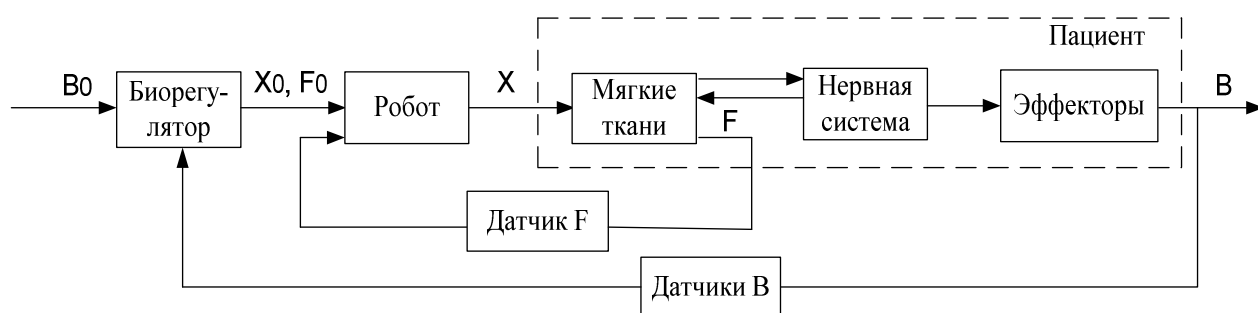 Пациент
B0
Биорегу-
лятор
X0, F0
Робот
X
Мягкие
ткани
F
Нервная
система
Эффекторы
B
Датчик F
Датчики B